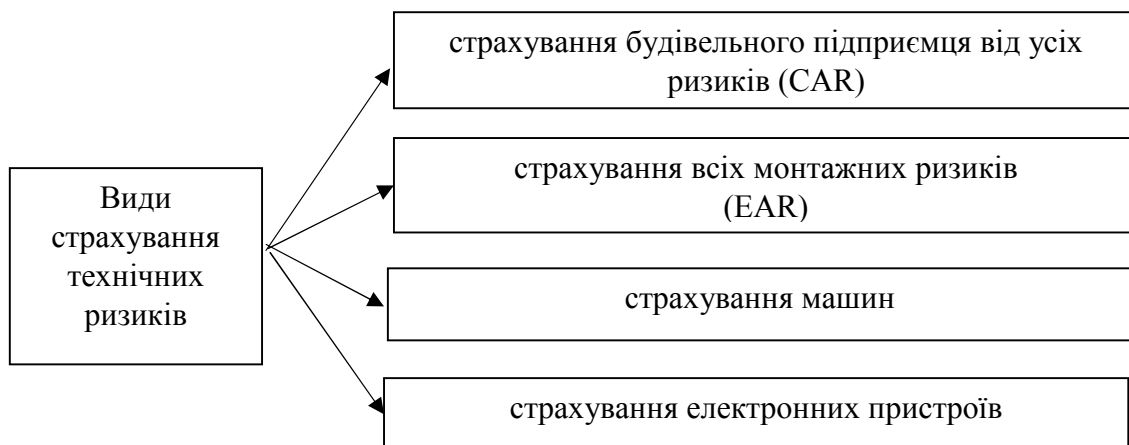 страхування будівельного підприємця від усіх
ризиків (CAR)
страхування всіх монтажних ризиків
(EAR)
Види
страхування
технічних
ризиків
страхування машин
страхування електронних пристроїв